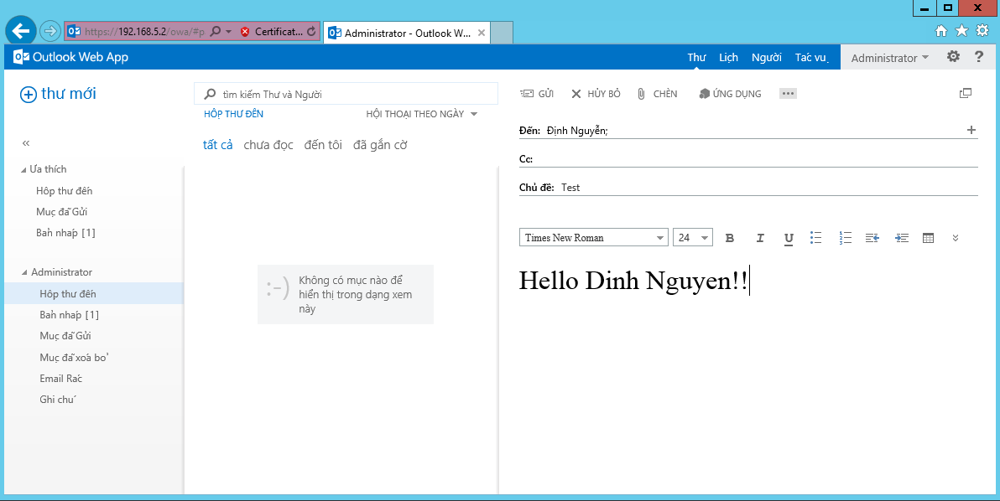 https://192.168.5.2/owa/#p
Certificat...
Administrator - Outlook W...
Outlook Web App
Thư Lịch Người Tác vụ
Administrator
?
thư mới
tìm kiếm Thư và Người
HỘP THƯ ĐẾN
HỘI THOẠI THEO NGÀY
tất cả chưa đọc đến tôi đã gắn cờ
«
Ưa thích
Hộp thư đến
Mục đã Gửi
Bản nháp [1]
Administrator
Hộp thư đến
Bản nháp [1]
Mục đã Gửi
Mục đã xóa bỏ
Email Rác
Ghi chú
:-)
Không có mục nào để
hiển thị trong dạng xem
này
GỬI HỦY BỎ CHÈN ỨNG DỤNG
Đến: Định Nguyễn;
Cc:
Chủ đề: Test
Times New Roman 24 B I U
Hello Dinh Nguyen!!